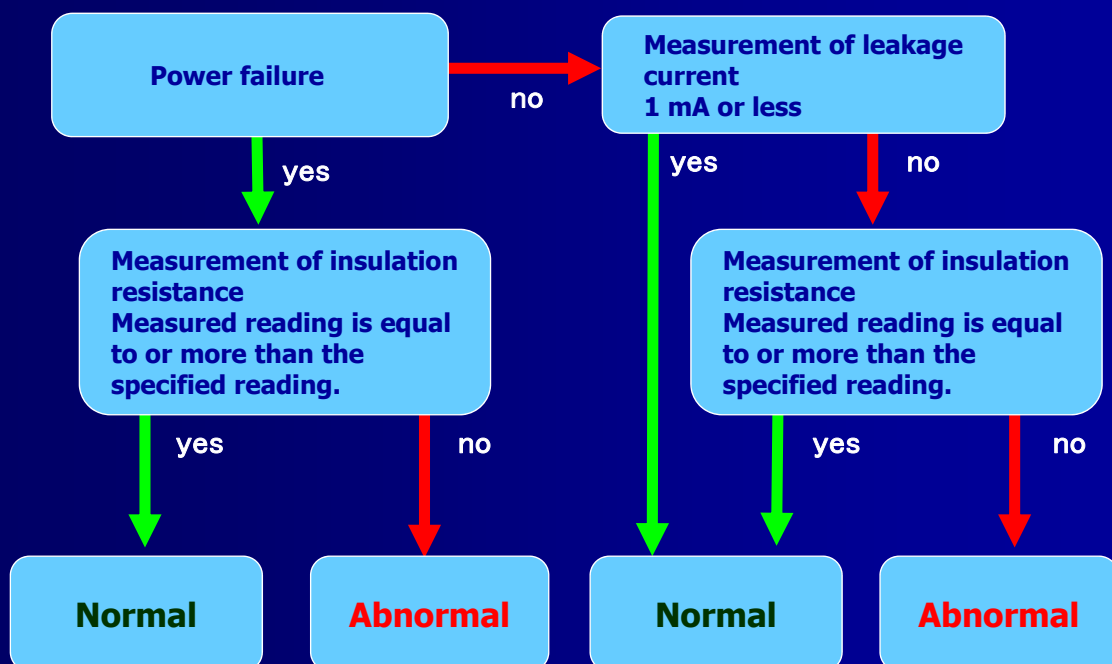 Power failure
no
Measurement of leakage
current
1 mA or less
yes
yes
no
Measurement of insulation
resistance
Measured reading is equal
to or more than the
specified reading.
Measurement of insulation
resistance
Measured reading is equal
to or more than the
specified reading.
yes
no
yes
no
Normal
Abnormal
Normal
Abnormal